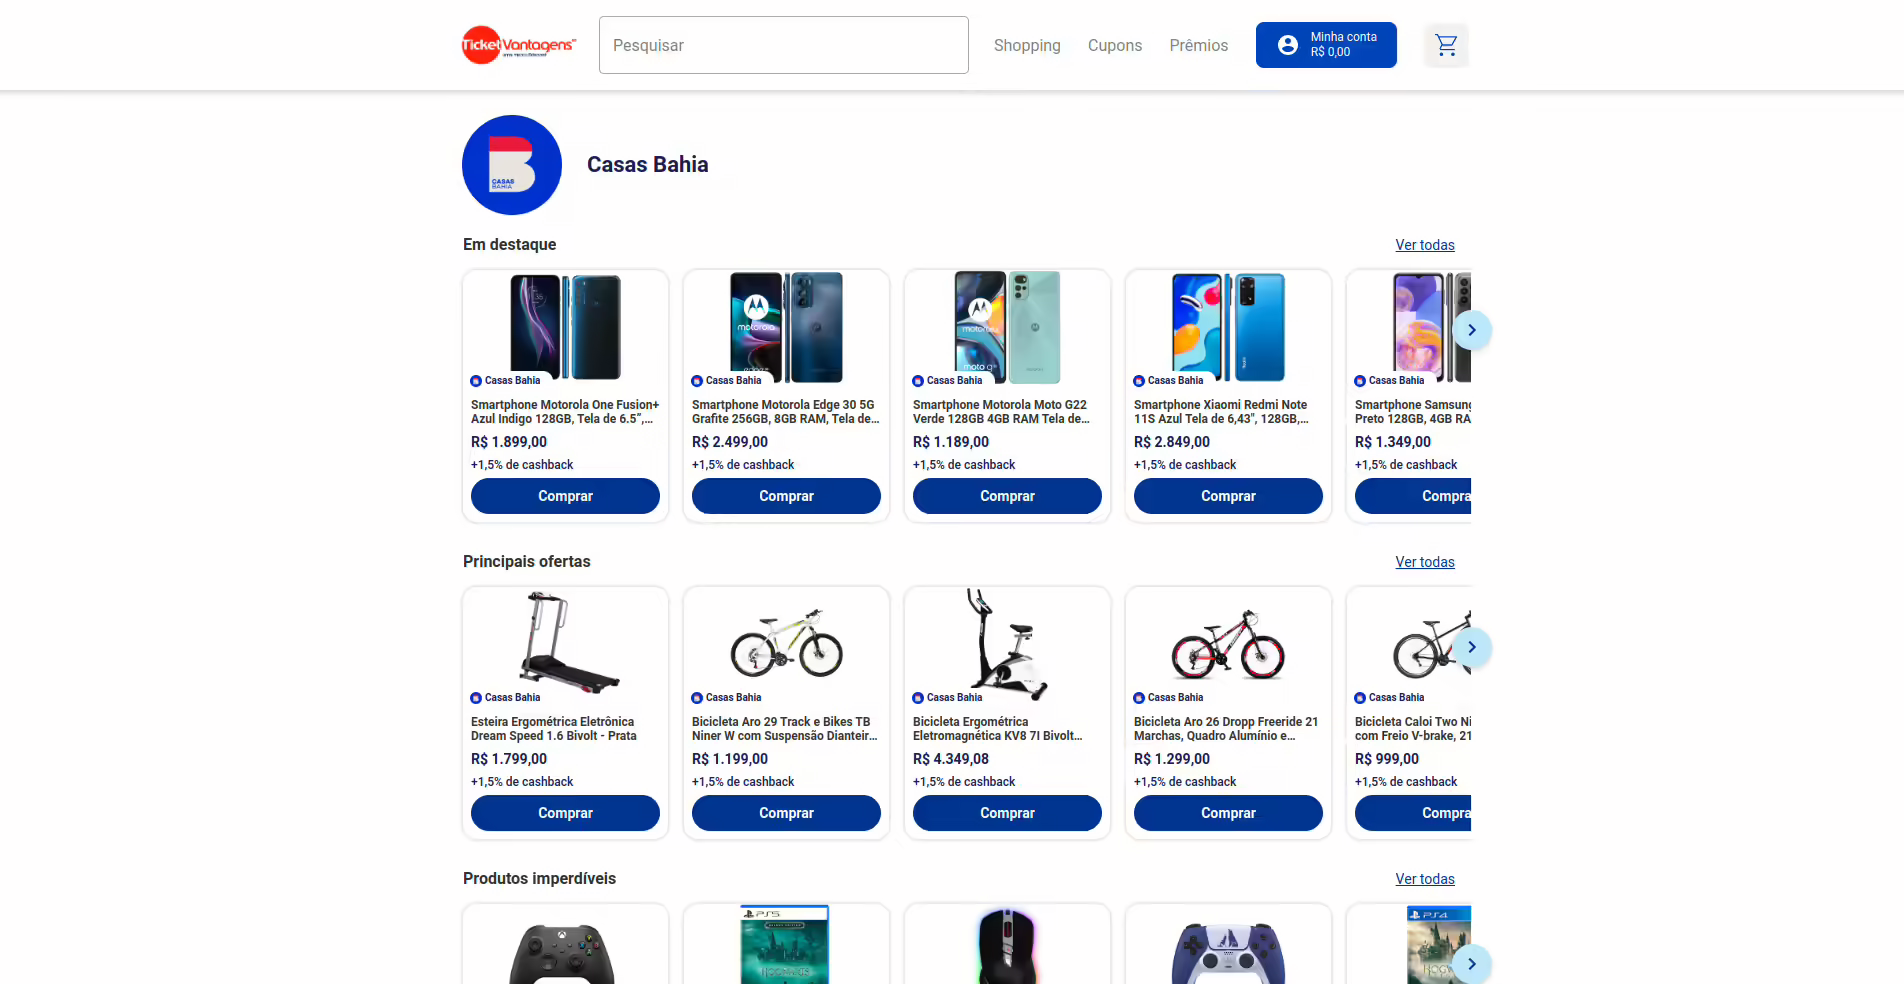 TicketVantagens
Pesquisar
Shopping
Cupons
Prêmios
Minha conta
R$ 0,00
CASAS
BAHIA
Casas Bahia
Em destaque
Ver todas
motorola
motorola
moto g
Casas Bahia
Smartphone Motorola One Fusion+
Azul Indigo 128GB, Tela de 6.5”,...
R$ 1.899,00
+1,5% de cashback
Comprar
Casas Bahia
Smartphone Motorola Edge 30 5G
Grafite 256GB, 8GB RAM, Tela de...
R$ 2.499,00
+1,5% de cashback
Comprar
Casas Bahia
Smartphone Motorola Moto G22
Verde 128GB 4GB RAM Tela de...
R$ 1.189,00
+1,5% de cashback
Comprar
Casas Bahia
Smartphone Xiaomi Redmi Note
11S Azul Tela de 6,43", 128GB,...
R$ 2.849,00
+1,5% de cashback
Comprar
Casas Bahia
Smartphone Samsung
Preto 128GB, 4GB RA
R$ 1.349,00
+1,5% de cashback
Compra
Principais ofertas
Ver todas
Casas Bahia
Esteira Ergométrica Eletrônica
Dream Speed 1.6 Bivolt - Prata
R$ 1.799,00
+1,5% de cashback
Comprar
Casas Bahia
Bicicleta Aro 29 Track e Bikes TB
Niner W com Suspensão Dianteir...
R$ 1.199,00
+1,5% de cashback
Comprar
Casas Bahia
Bicicleta Ergométrica
Eletromagnética KV8 7I Bivolt...
R$ 4.349,08
+1,5% de cashback
Comprar
Casas Bahia
Bicicleta Aro 26 Dropp Freeride 21
Marchas, Quadro Alumínio e...
R$ 1.299,00
+1,5% de cashback
Comprar
Casas Bahia
Bicicleta Caloi Two Ni
com Freio V-brake, 21
R$ 999,00
+1,5% de cashback
Compra
Produtos imperdíveis
Ver todas
PS5
HOGWARTS
PS4
HOGW